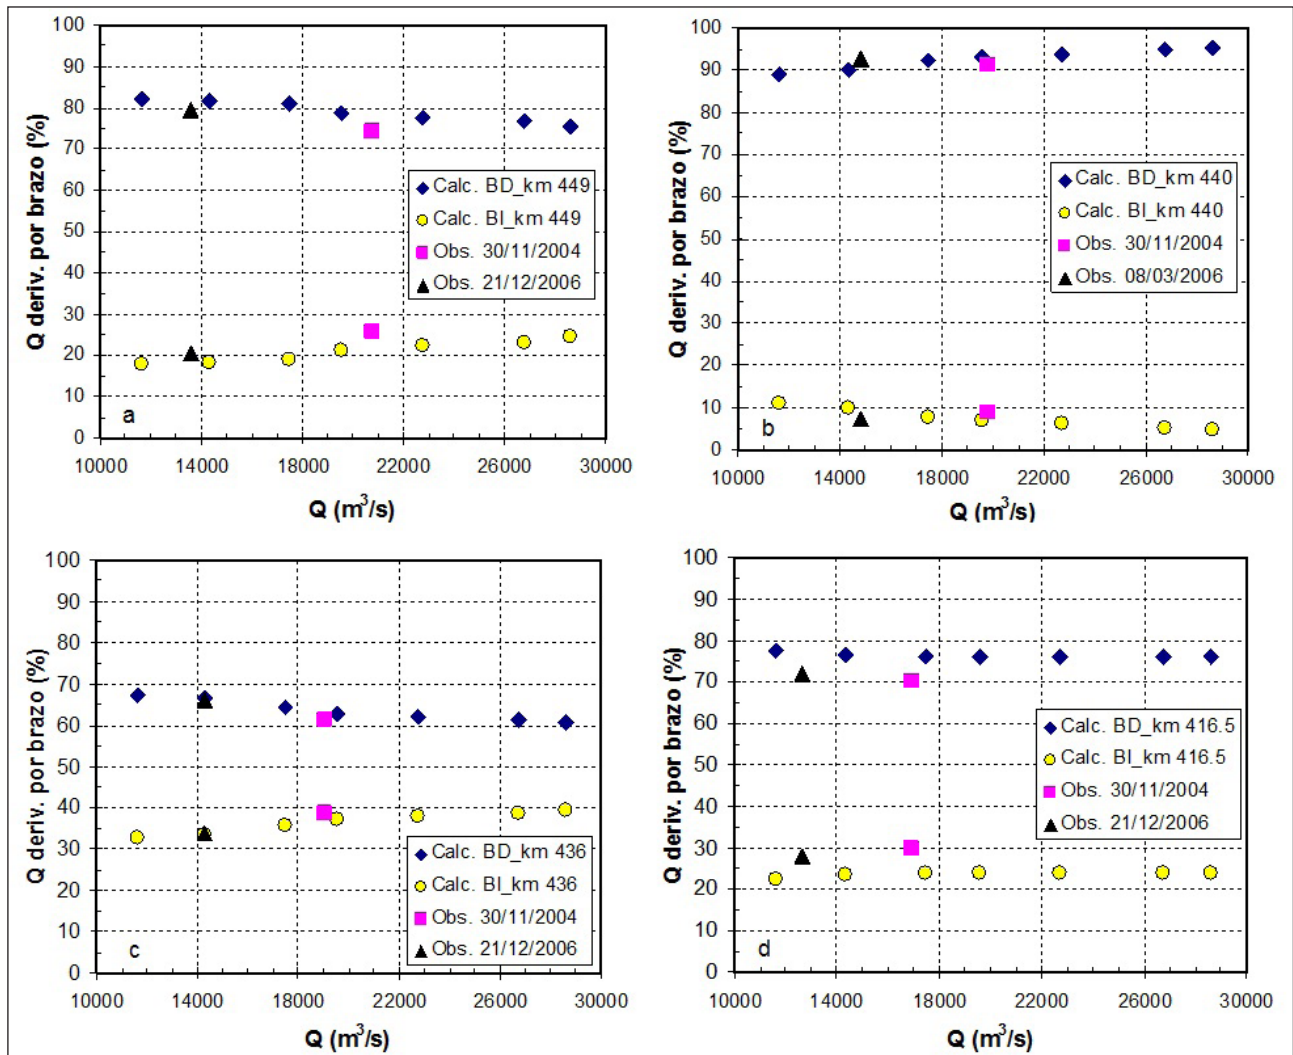 100
90
80
70
60
50
40
30
20
10
0
Q deriv. por brazo (%)
Calc. BD_km 449
Calc. BI_km 449
Obs. 30/11/2004
Obs. 21/12/2006
a
10000 14000 18000 22000 26000 30000
Q (m³/s)
100
90
80
70
60
50
40
30
20
10
0
Q deriv. por brazo (%)
Calc. BD_km 440
Calc. BI_km 440
Obs. 30/11/2004
Obs. 08/03/2006
b
10000 14000 18000 22000 26000 30000
Q (m³/s)
100
90
80
70
60
50
40
30
20
10
0
Q deriv. por brazo (%)
Calc. BD_km 436
Calc. BI_km 436
Obs. 30/11/2004
Obs. 21/12/2006
c
10000 14000 18000 22000 26000 30000
Q (m³/s)
100
90
80
70
60
50
40
30
20
10
0
Q deriv. por brazo (%)
Calc. BD_km 416.5
Calc. BI_km 416.5
Obs. 30/11/2004
Obs. 21/12/2006
d
10000 14000 18000 22000 26000 30000
Q (m³/s)